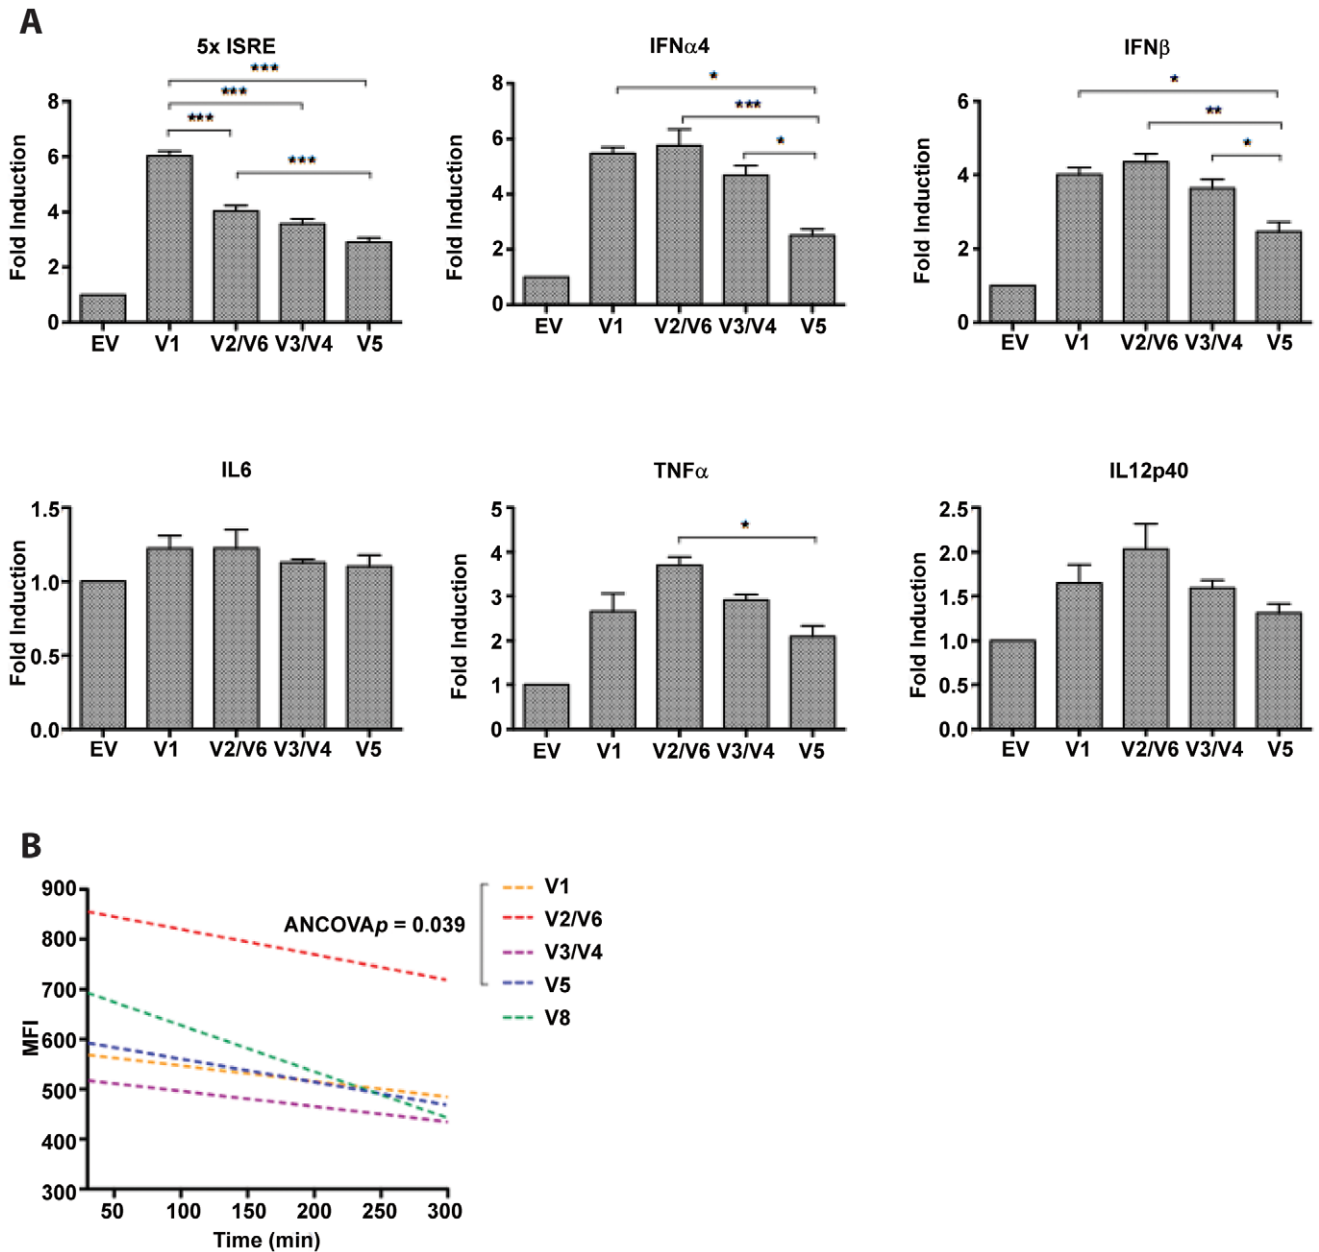 A
5x ISRE
***
***
***
***
Fold Induction
8
6
4
2
0
EV V1 V2/V6 V3/V4 V5
IFNα4
*
***
*
Fold Induction
8
6
4
2
0
EV V1 V2/V6 V3/V4 V5
IFNβ
*
**
*
Fold Induction
6
4
2
0
EV V1 V2/V6 V3/V4 V5
IL6
Fold Induction
1.5
1.0
0.5
0.0
EV V1 V2/V6 V3/V4 V5
TNFα
*
Fold Induction
5
4
3
2
1
0
EV V1 V2/V6 V3/V4 V5
IL12p40
Fold Induction
2.5
2.0
1.5
1.0
0.5
0.0
EV V1 V2/V6 V3/V4 V5
B
MFI
900
800
700
600
500
400
300
50 100 150 200 250 300
Time (min)
ANCOVAp = 0.039
V1
V2/V6
V3/V4
V5
V8